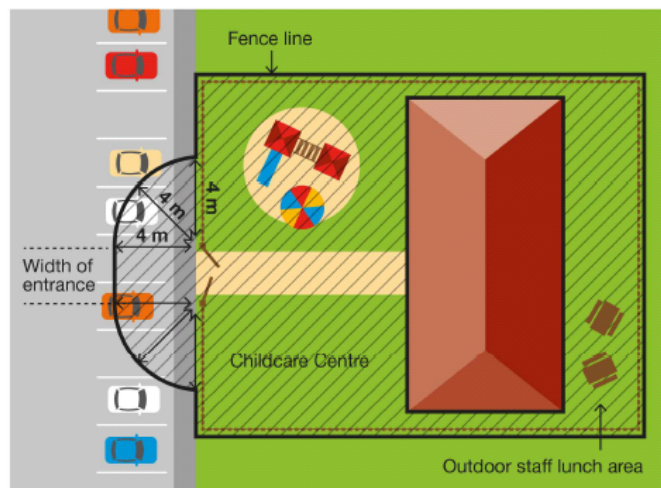 Fence line
4 m
4 m
4 m
Width of
entrance
Childcare Centre
Outdoor staff lunch area